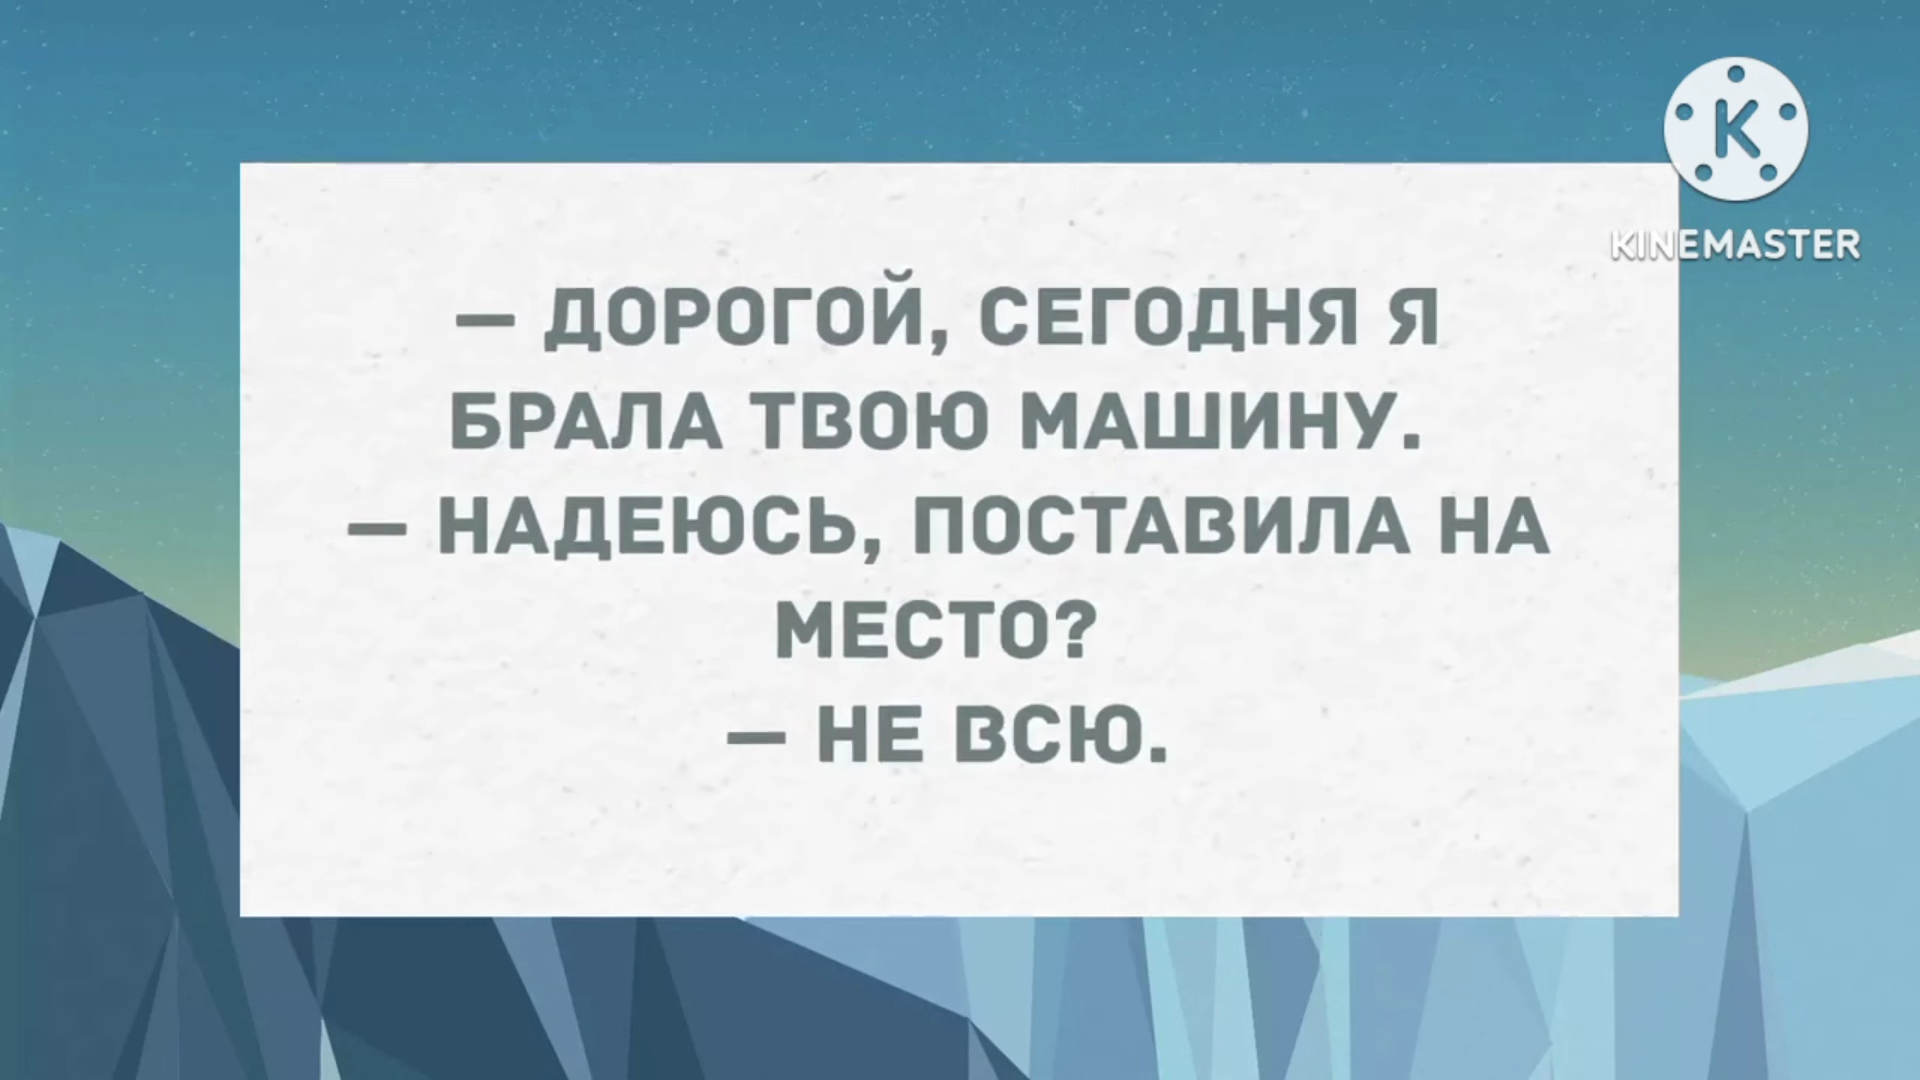 — ДОРОГОЙ, СЕГОДНЯ Я
БРАЛА ТВОЮ МАШИНУ.
— НАДЕЮСЬ, ПОСТАВИЛА НА
МЕСТО?
— НЕ ВСЮ.
K
KINEMASTER